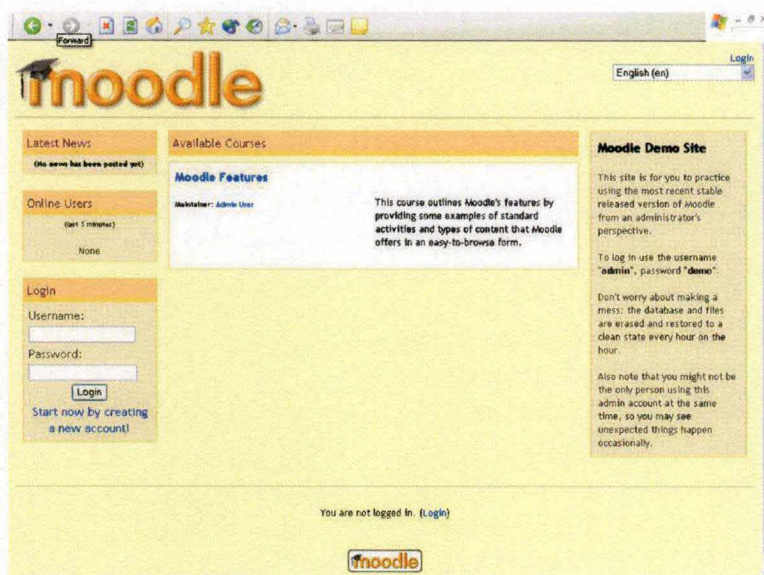 Forward
moodle
Login
English (en)
Latest News
(No news has been posted yet)
Online Users
(last 5 minutes)
None
Login
Username:
Password:
Login
Start now by creating
a new account!
Available Courses
Moodle Features
Maintainer: Admin User
This course outlines Moodle's features by
providing some examples of standard
activities and types of content that Moodle
offers in an easy-to-browse form.
Moodle Demo Site
This site is for you to practice
using the most recent stable
released version of Moodle
from an administrator's
perspective.
To log in use the username
"admin", password "demo".
Don't worry about making a
mess: the database and files
are erased and restored to a
clean state every hour on the
hour.
Also note that you might not be
the only person using this
admin account at the same
time, so you may see
unexpected things happen
occasionally.
You are not logged in. (Login)
moodle